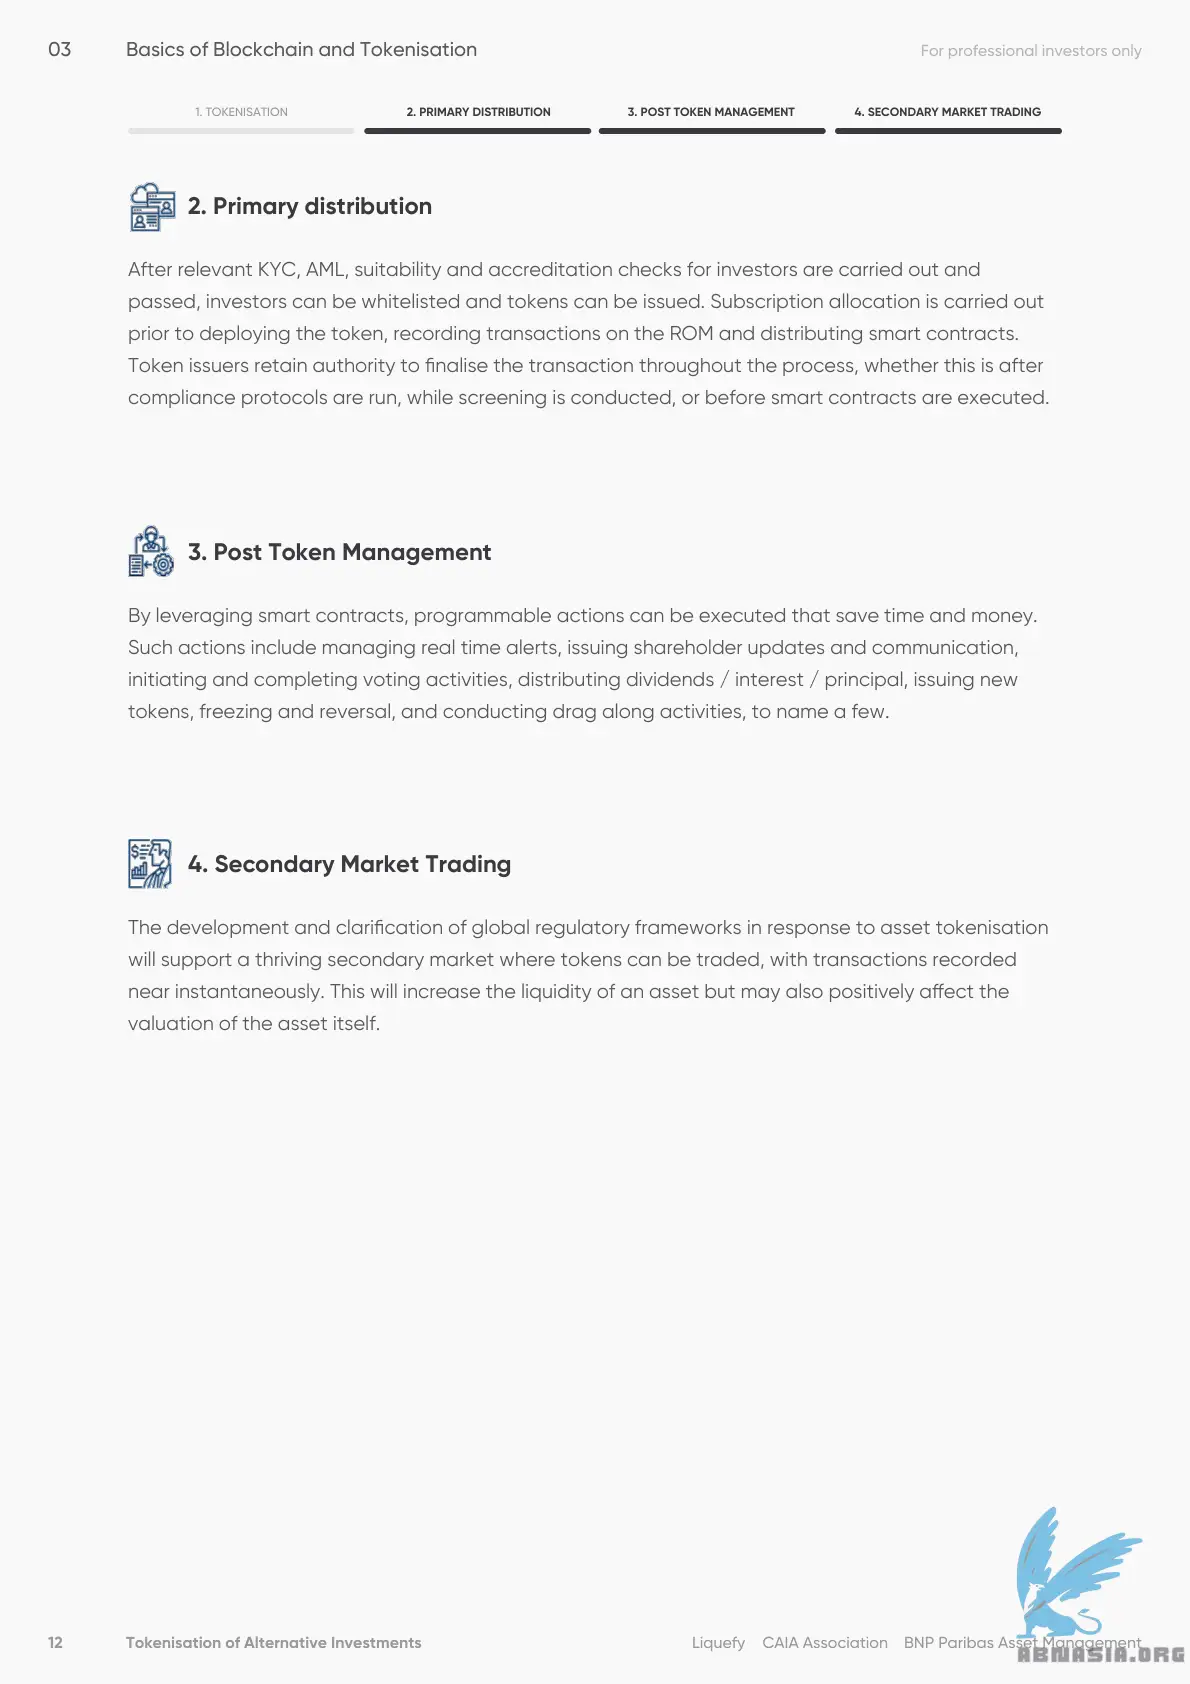 03 Basics of Blockchain and Tokenisation For professional investors only
1. TOKENISATION 2. PRIMARY DISTRIBUTION 3. POST TOKEN MANAGEMENT 4. SECONDARY MARKET TRADING
2. Primary distribution
After relevant KYC, AML, suitability and accreditation checks for investors are carried out and
passed, investors can be whitelisted and tokens can be issued. Subscription allocation is carried out
prior to deploying the token, recording transactions on the ROM and distributing smart contracts.
Token issuers retain authority to finalise the transaction throughout the process, whether this is after
compliance protocols are run, while screening is conducted, or before smart contracts are executed.
3. Post Token Management
By leveraging smart contracts, programmable actions can be executed that save time and money.
Such actions include managing real time alerts, issuing shareholder updates and communication,
initiating and completing voting activities, distributing dividends / interest / principal, issuing new
tokens, freezing and reversal, and conducting drag along activities, to name a few.
4. Secondary Market Trading
The development and clarification of global regulatory frameworks in response to asset tokenisation
will support a thriving secondary market where tokens can be traded, with transactions recorded
near instantaneously. This will increase the liquidity of an asset but may also positively affect the
valuation of the asset itself.
12 Tokenisation of Alternative Investments Liquefy CAIA Association BNP Paribas Asset Management
ABMASIA.ORG